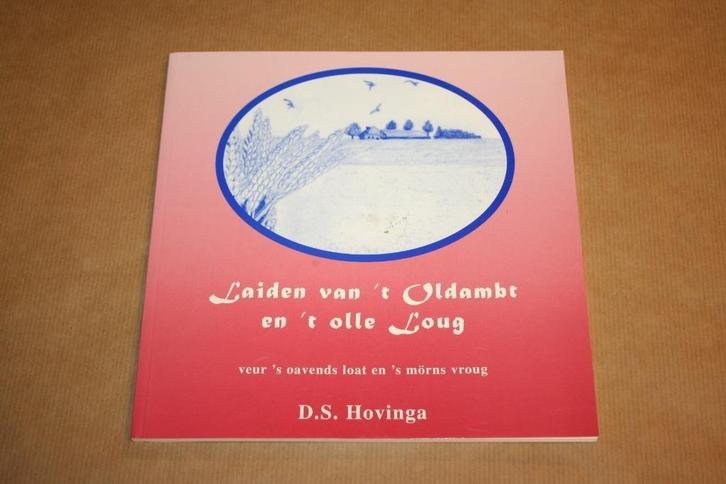 Laiden van 't Oldambt
en 't olle Loug
veur 's oavends loat en 's mörns vroug
D.S. Hovinga